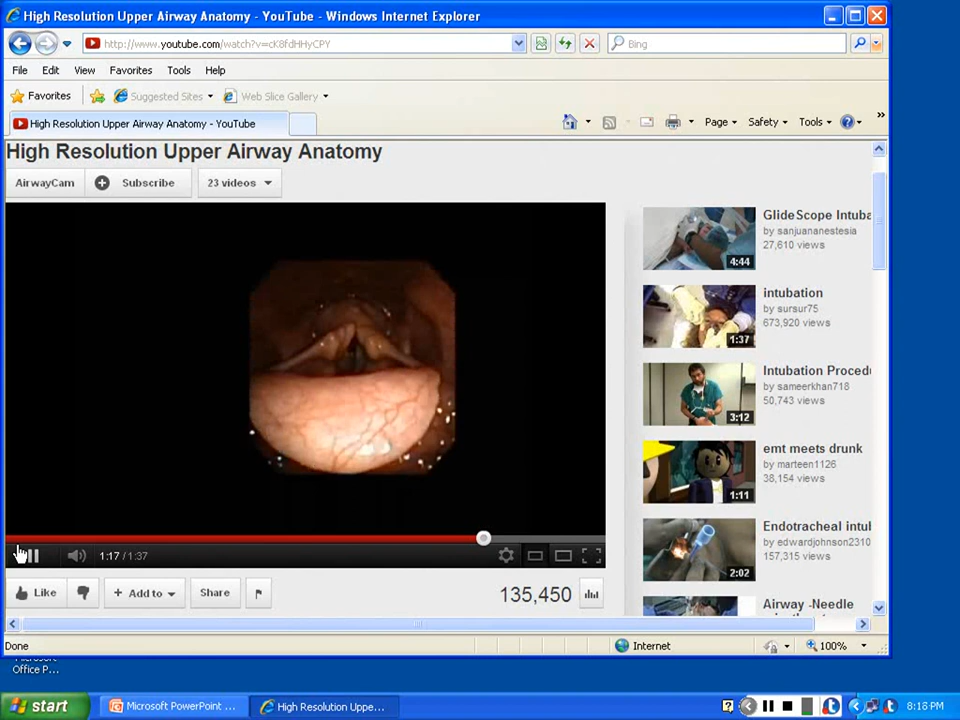 High Resolution Upper Airway Anatomy - YouTube - Windows Internet Explorer
http://www.youtube.com/watch?v=cK8fdHHyCPY
Bing
File Edit View Favorites Tools Help
Favorites Suggested Sites Web Slice Gallery
High Resolution Upper Airway Anatomy - YouTube
Page Safety Tools »
High Resolution Upper Airway Anatomy
AirwayCam Subscribe 23 videos
GlideScope Intuba
by sanjuananestesia
27,610 views
4:44
intubation
by sursur75
673,920 views
1:37
Intubation Proced
by sameerkhan718
50,743 views
3:12
emt meets drunk
by marteen1126
38,154 views
1:11
Endotracheal intul
by edwardjohnson2310
157,315 views
2:02
Airway -Needle
1:17 / 1:37
Like Add to Share 135,450
Done Internet 100%
Office P...
start Microsoft PowerPoint ... High Resolution Uppe... 8:18 PM